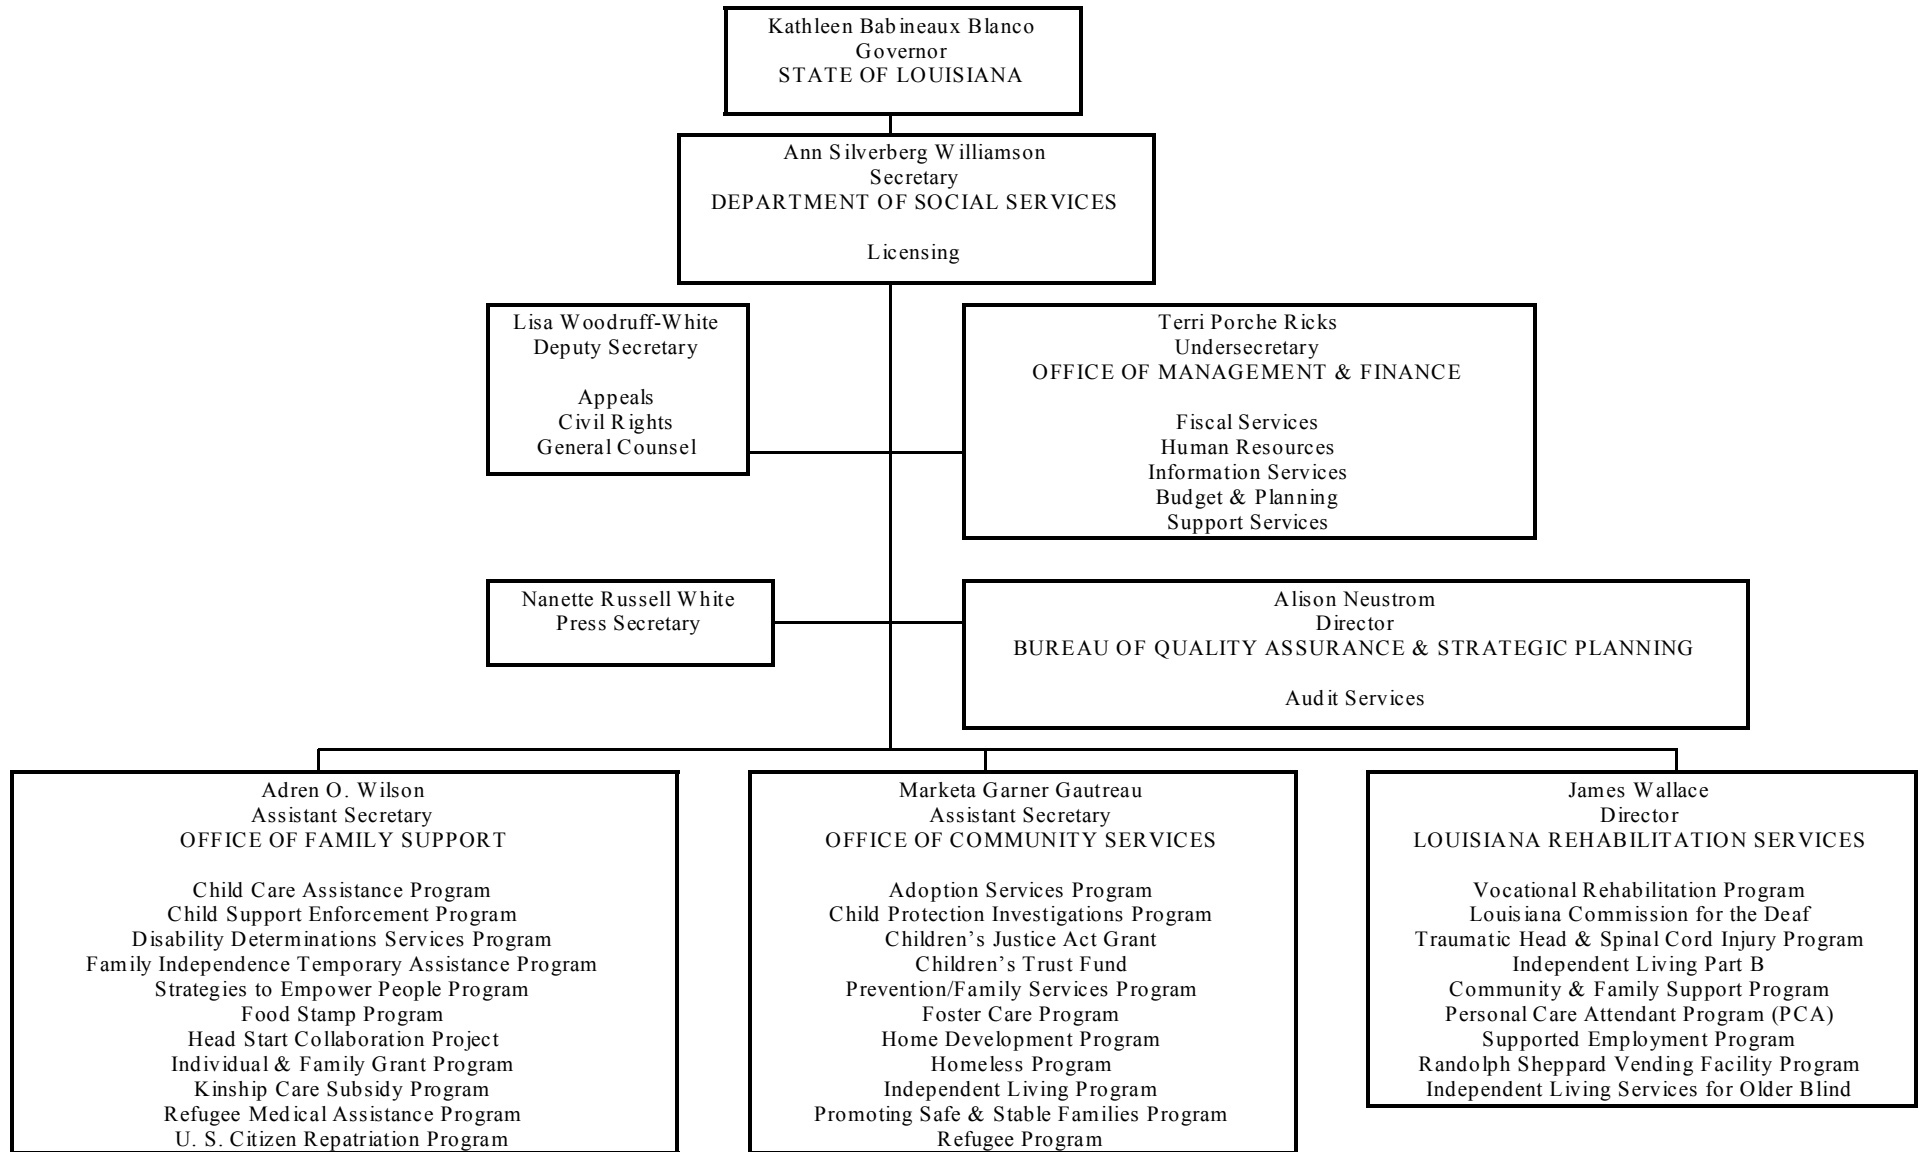 Kathleen Babineaux Blanco
Governor
STATE OF LOUISIANA
Ann Silverberg Williamson
Secretary
DEPARTMENT OF SOCIAL SERVICES
Licensing
Lisa Woodruff-White
Deputy Secretary
Appeals
Civil Rights
General Counsel
Terri Porche Ricks
Undersecretary
OFFICE OF MANAGEMENT & FINANCE
Fiscal Services
Human Resources
Information Services
Budget & Planning
Support Services
Nanette Russell White
Press Secretary
Alison Neustrom
Director
BUREAU OF QUALITY ASSURANCE & STRATEGIC PLANNING
Audit Services
Adren O. Wilson
Assistant Secretary
OFFICE OF FAMILY SUPPORT
Child Care Assistance Program
Child Support Enforcement Program
Disability Determinations Services Program
Family Independence Temporary Assistance Program
Strategies to Empower People Program
Food Stamp Program
Head Start Collaboration Project
Individual & Family Grant Program
Kinship Care Subsidy Program
Refugee Medical Assistance Program
U. S. Citizen Repatriation Program
Marketa Garner Gautreau
Assistant Secretary
OFFICE OF COMMUNITY SERVICES
Adoption Services Program
Child Protection Investigations Program
Children’s Justice Act Grant
Children’s Trust Fund
Prevention/Family Services Program
Foster Care Program
Home Development Program
Homeless Program
Independent Living Program
Promoting Safe & Stable Families Program
Refugee Program
James Wallace
Director
LOUISIANA REHABILITATION SERVICES
Vocational Rehabilitation Program
Louisiana Commission for the Deaf
Traumatic Head & Spinal Cord Injury Program
Independent Living Part B
Community & Family Support Program
Personal Care Attendant Program (PCA)
Supported Employment Program
Randolph Sheppard Vending Facility Program
Independent Living Services for Older Blind